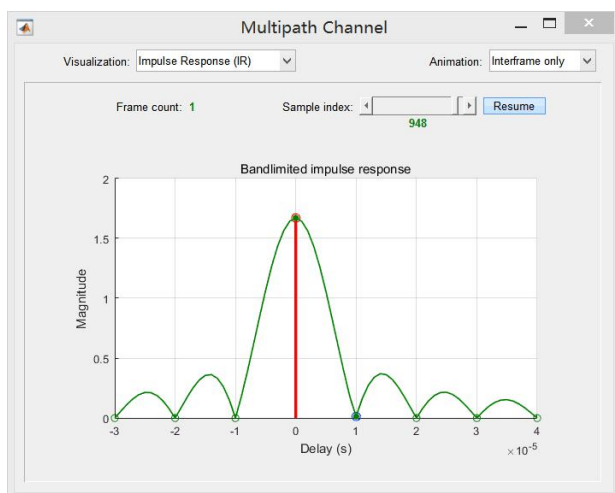 Multipath Channel
Visualization: Impulse Response (IR) Animation: Interframe only
Frame count: 1 Sample index: Resume
948
Bandlimited impulse response
2
1.5
1
0.5
0
Magnitude
-3 -2 -1 0 1 2 3 4
Delay (s)
×10⁻⁵